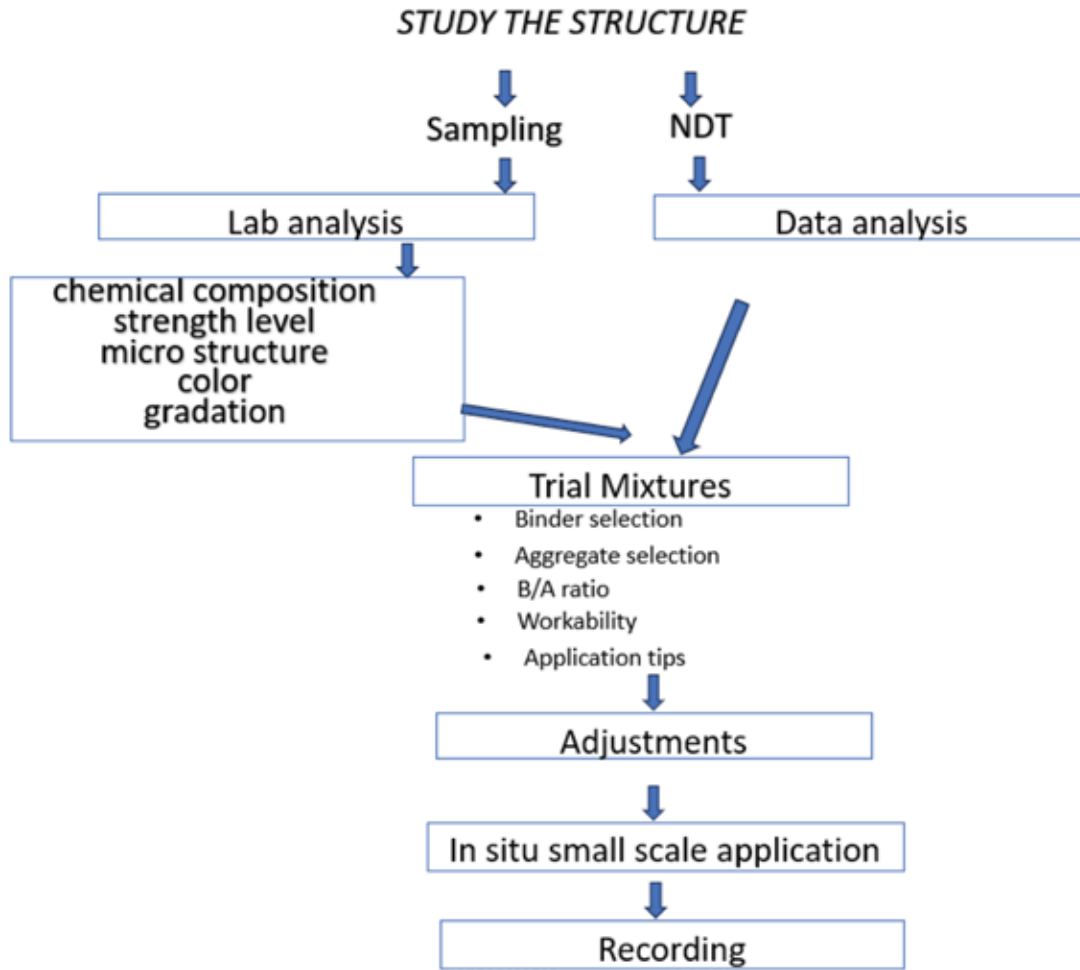 STUDY THE STRUCTURE
Sampling
NDT
Lab analysis
Data analysis
chemical composition
strength level
micro structure
color
gradation
Trial Mixtures
• Binder selection
• Aggregate selection
• B/A ratio
• Workability
• Application tips
Adjustments
In situ small scale application
Recording